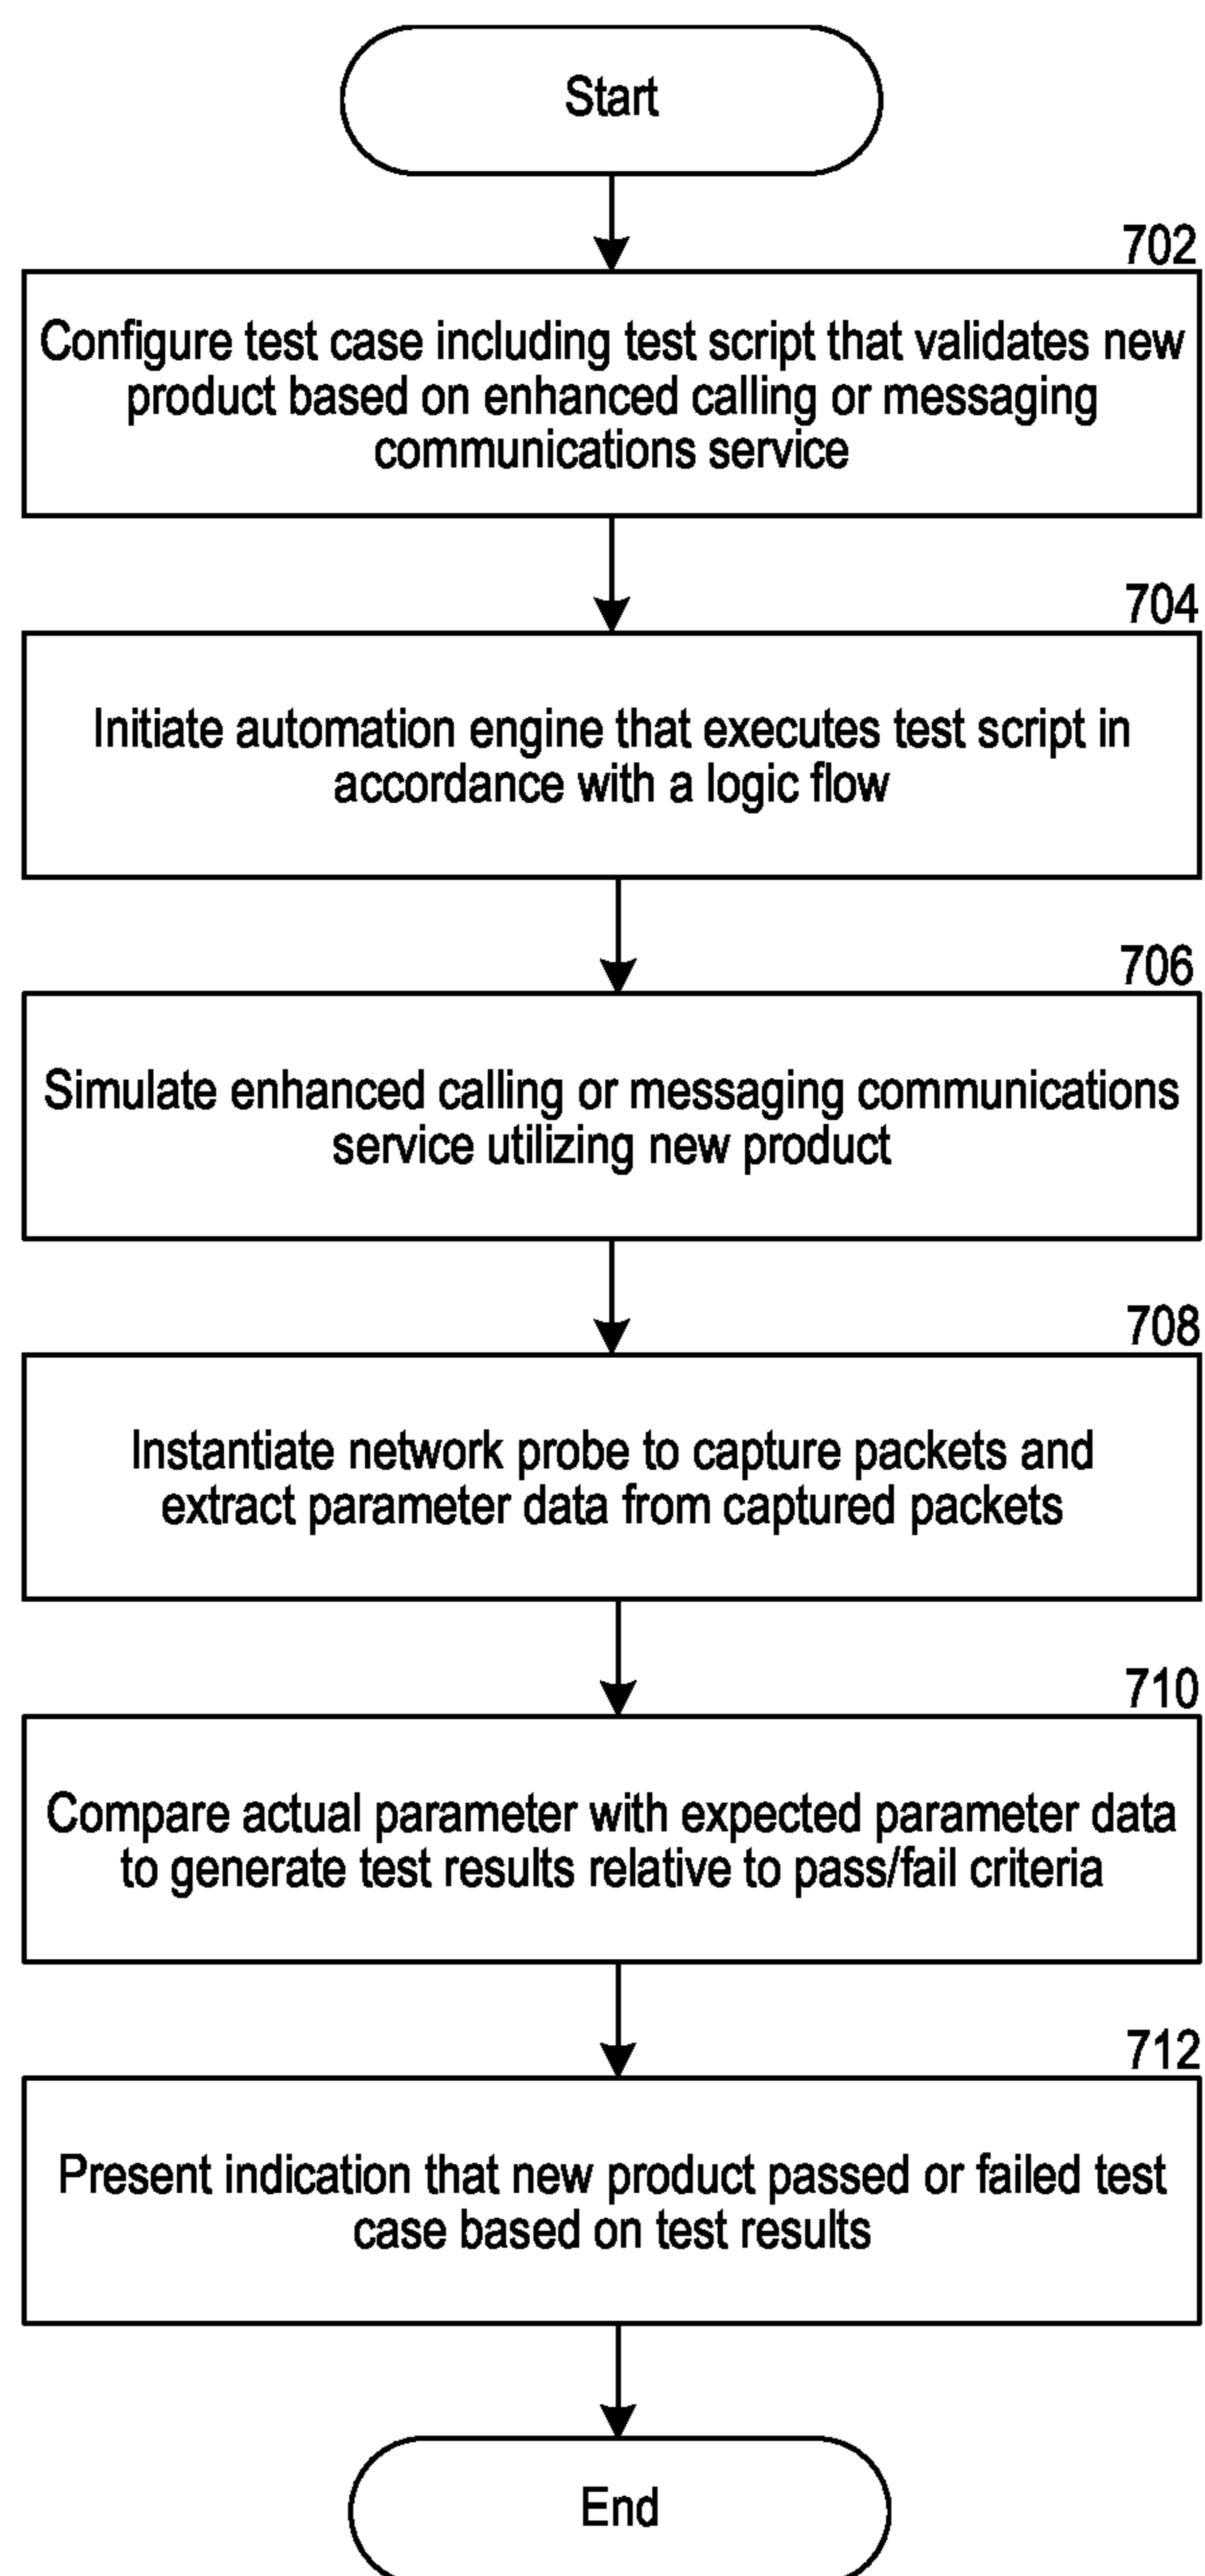 Start
702
Configure test case including test script that validates new
product based on enhanced calling or messaging
communications service
704
Initiate automation engine that executes test script in
accordance with a logic flow
706
Simulate enhanced calling or messaging communications
service utilizing new product
708
Instantiate network probe to capture packets and
extract parameter data from captured packets
710
Compare actual parameter with expected parameter data
to generate test results relative to pass/fail criteria
712
Present indication that new product passed or failed test
case based on test results
End